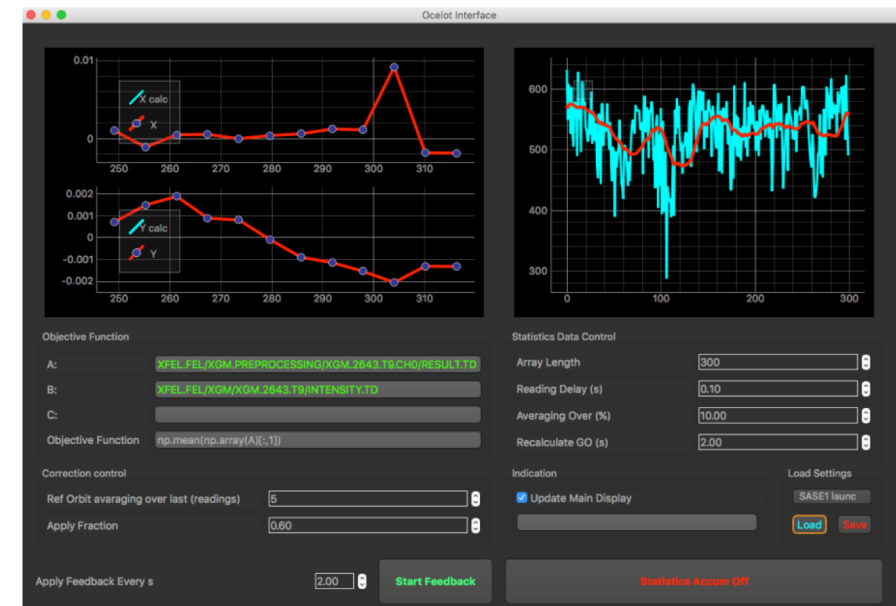 Ocelot Interface
0.01
0
X calc
X
250 260 270 280 290 300 310
0.002
0.001
0
-0.001
-0.002
Y calc
Y
250 260 270 280 290 300 310
600
500
400
300
0 100 200 300
Objective Function
A: XFEL.FEL/XGM.PREPROCESSING/XGM.2643.T9.CH0/RESULT.TD
B: XFEL.FEL/XGM/XGM.2643.T9/INTENSITY.TD
C:
Objective Function np.mean(np.array(A)[:,1])
Statistics Data Control
Array Length 300
Reading Delay (s) 0.10
Averaging Over (%) 10.00
Recalculate GO (s) 2.00
Correction control
Ref Orbit avaraging over last (readings) 5
Apply Fraction 0.60
Indication
Update Main Display
Load Settings
SASE1 launc
Load Save
Apply Feedback Every s 2.00 Start Feedback
Statistics Accum Off